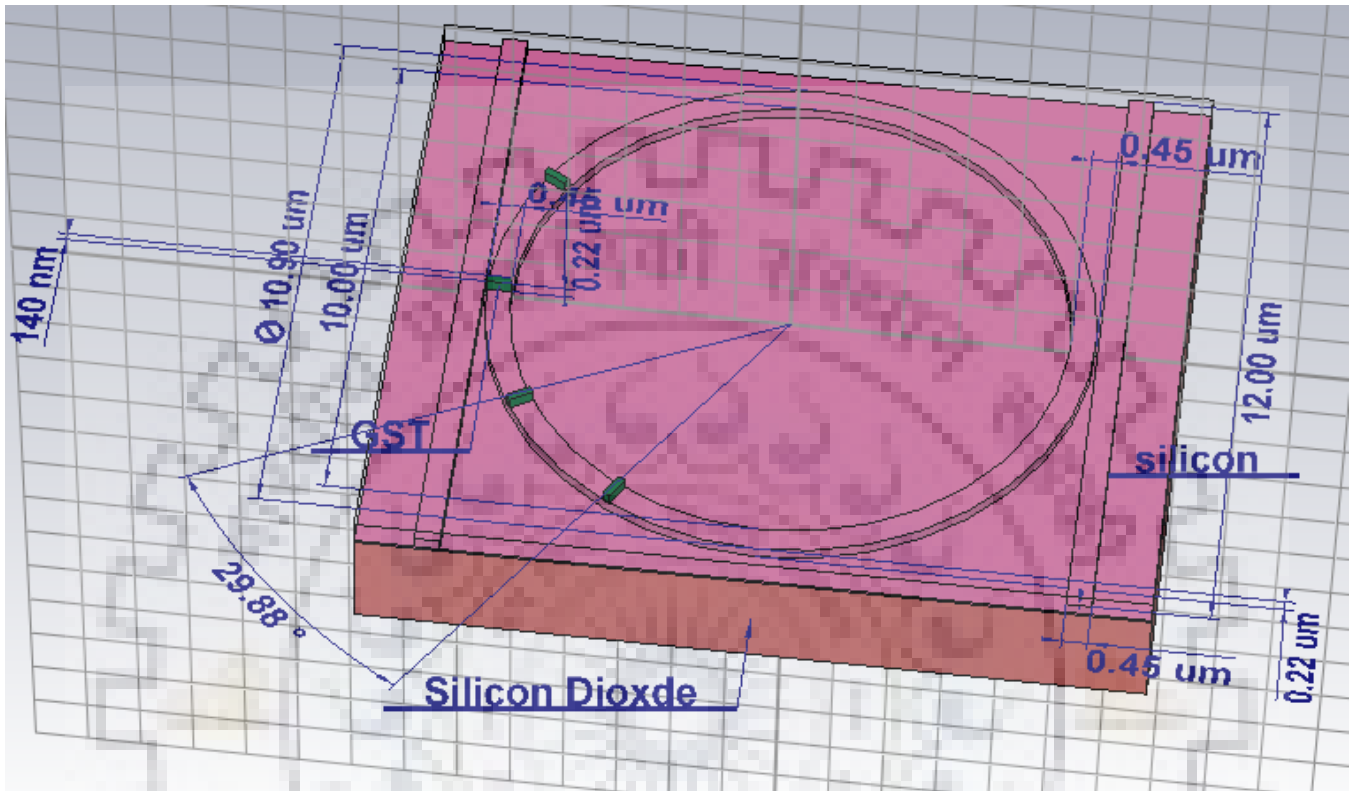 0.45 um
0.22 um
140 nm
Ø 10.90 um
10.00 um
12.00 um
GST
silicon
29.88 °
Silicon Dioxde
0.45 um
0.22 um